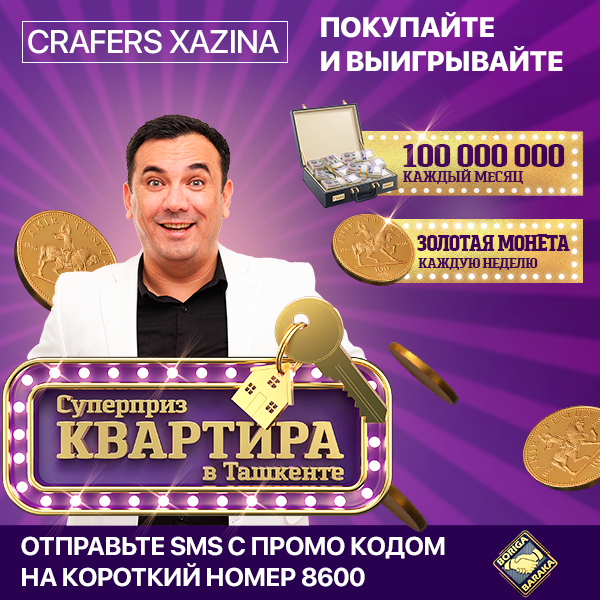 CRAFERS XAZINA
ПОКУПАЙТЕ
И ВЫИГРЫВАЙТЕ
100 000 000
КАЖДЫЙ МЕСЯЦ
ЗОЛОТАЯ МОНЕТА
КАЖДУЮ НЕДЕЛЮ
Суперприз
КВАРТИРА
в Ташкенте
ОТПРАВЬТЕ SMS С ПРОМО КОДОМ
НА КОРОТКИЙ НОМЕР 8600
BORIGA
BARAKA